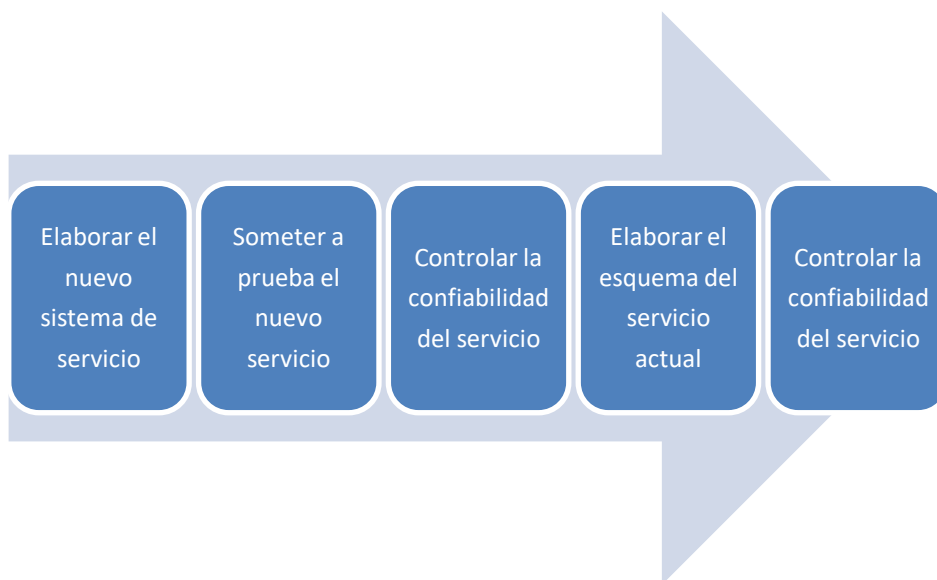 Elaborar el
nuevo
sistema de
servicio
Someter a
prueba el
nuevo
servicio
Controlar la
confiabilidad
del servicio
Elaborar el
esquema del
servicio
actual
Controlar la
confiabilidad
del servicio